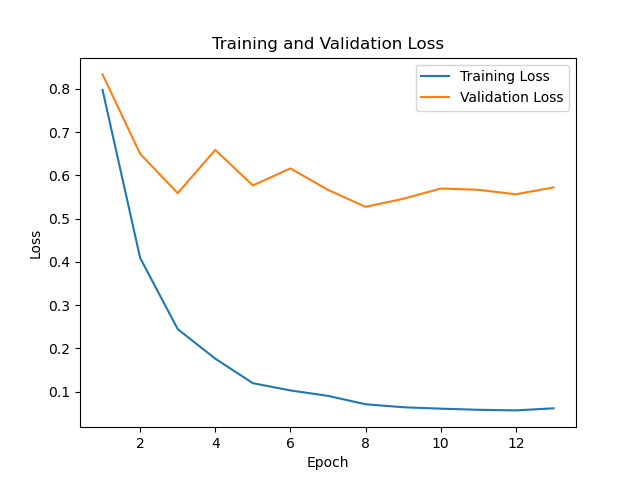 Training and Validation Loss
Training Loss
Validation Loss
0.8
0.7
0.6
0.5
0.4
0.3
0.2
0.1
Loss
2 4 6 8 10 12
Epoch